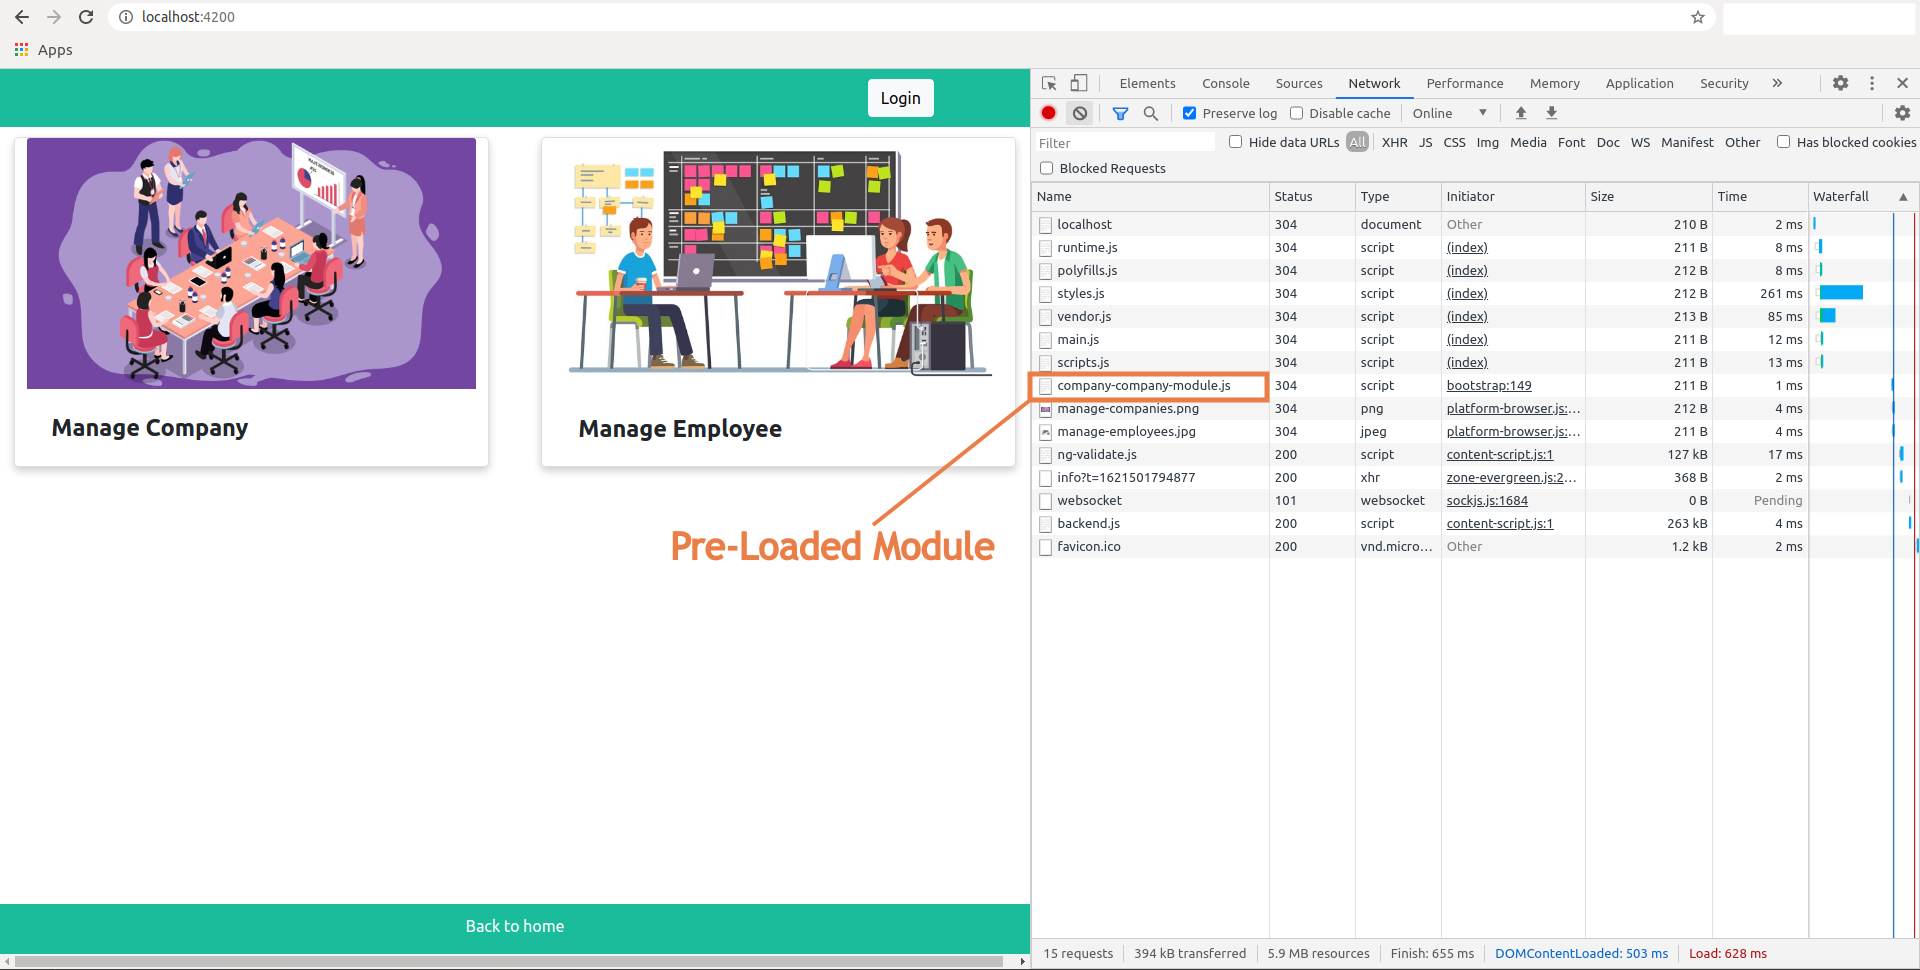 localhost:4200
Apps
Login
Manage Company
Manage Employee
Pre-Loaded Module
Back to home
Elements Console Sources Network Performance Memory Application Security »
Preserve log Disable cache Online
Filter Hide data URLs All XHR JS CSS Img Media Font Doc WS Manifest Other Has blocked cookies
Blocked Requests
Name Status Type Initiator Size Time Waterfall
localhost 304 document Other 210 B 2 ms
runtime.js 304 script (index) 211 B 8 ms
polyfills.js 304 script (index) 212 B 8 ms
styles.js 304 script (index) 212 B 261 ms
vendor.js 304 script (index) 213 B 85 ms
main.js 304 script (index) 211 B 12 ms
scripts.js 304 script (index) 211 B 13 ms
company-company-module.js 304 script bootstrap:149 211 B 1 ms
manage-companies.png 304 png platform-browser.js:... 212 B 4 ms
manage-employees.jpg 304 jpeg platform-browser.js:... 211 B 4 ms
ng-validate.js 200 script content-script.js:1 127 kB 17 ms
info?t=1621501794877 200 xhr zone-evergreen.js:2... 368 B 2 ms
websocket 101 websocket sockjs.js:1684 0 B Pending
backend.js 200 script content-script.js:1 263 kB 4 ms
favicon.ico 200 vnd.micro... Other 1.2 kB 2 ms
15 requests 394 kB transferred 5.9 MB resources Finish: 655 ms DOMContentLoaded: 503 ms Load: 628 ms